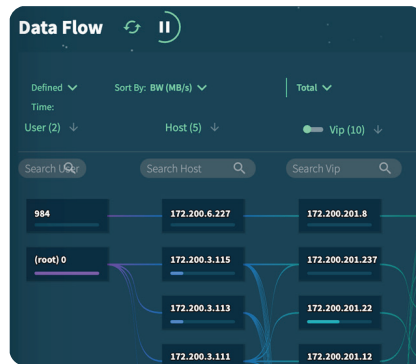 Data Flow
Defined Sort By: BW (MB/s) Total
Time:
User (2) Host (5) Vip (10)
Search User Search Host Search Vip
984 172.200.6.227 172.200.201.8
(root) 0 172.200.3.115 172.200.201.237
172.200.3.113 172.200.201.22
172.200.3.111 172.200.201.12